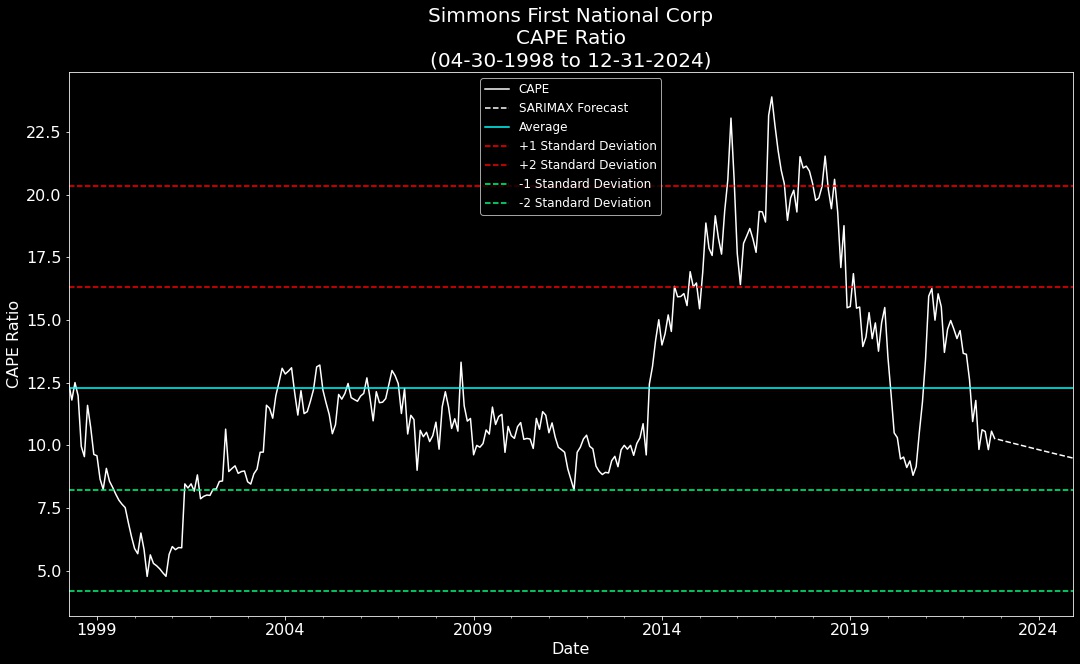 Simmons First National Corp
CAPE Ratio
(04-30-1998 to 12-31-2024)
CAPE
SARIMAX Forecast
Average
+1 Standard Deviation
+2 Standard Deviation
-1 Standard Deviation
-2 Standard Deviation
CAPE Ratio
22.5
20.0
17.5
15.0
12.5
10.0
7.5
5.0
1999 2004 2009 2014 2019 2024
Date